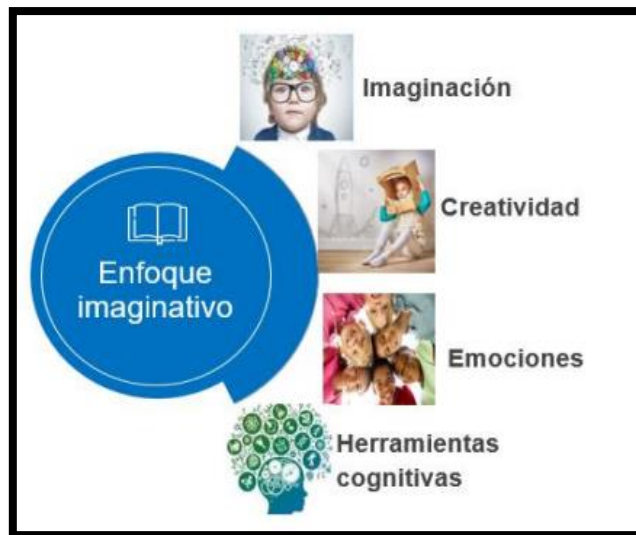 Imaginación
Creatividad
Enfoque
imaginativo
Emociones
Herramientas
cognitivas